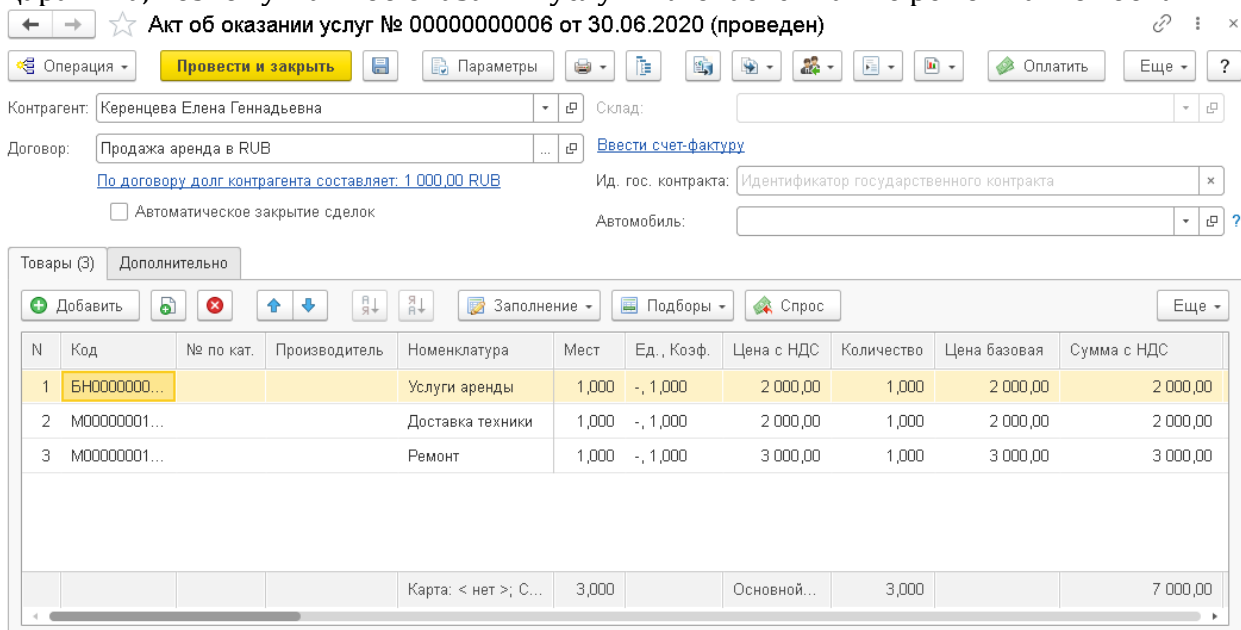 Акт об оказании услуг № 00000000006 от 30.06.2020 (проведен)
Операция Провести и закрыть Параметры Оплатить Еще ?
Контрагент: Керенцева Елена Геннадьевна Склад:
Договор: Продажа аренда в RUB ... Ввести счет-фактуру
По договору долг контрагента составляет: 1 000,00 RUB Ид. гос. контракта: Идентификатор государственного контракта ×
Автоматическое закрытие сделок Автомобиль: ?
Товары (3) Дополнительно
Добавить Заполнение Подборы Спрос Еще
N Код № по кат. Производитель Номенклатура Мест Ед., Коэф. Цена с НДС Количество Цена базовая Сумма с НДС
1 БН0000000... Услуги аренды 1,000 -, 1,000 2 000,00 1,000 2 000,00 2 000,00
2 М00000001... Доставка техники 1,000 -, 1,000 2 000,00 1,000 2 000,00 2 000,00
3 М00000001... Ремонт 1,000 -, 1,000 3 000,00 1,000 3 000,00 3 000,00
Карта: < нет >; С... 3,000 Основной... 3,000 7 000,00